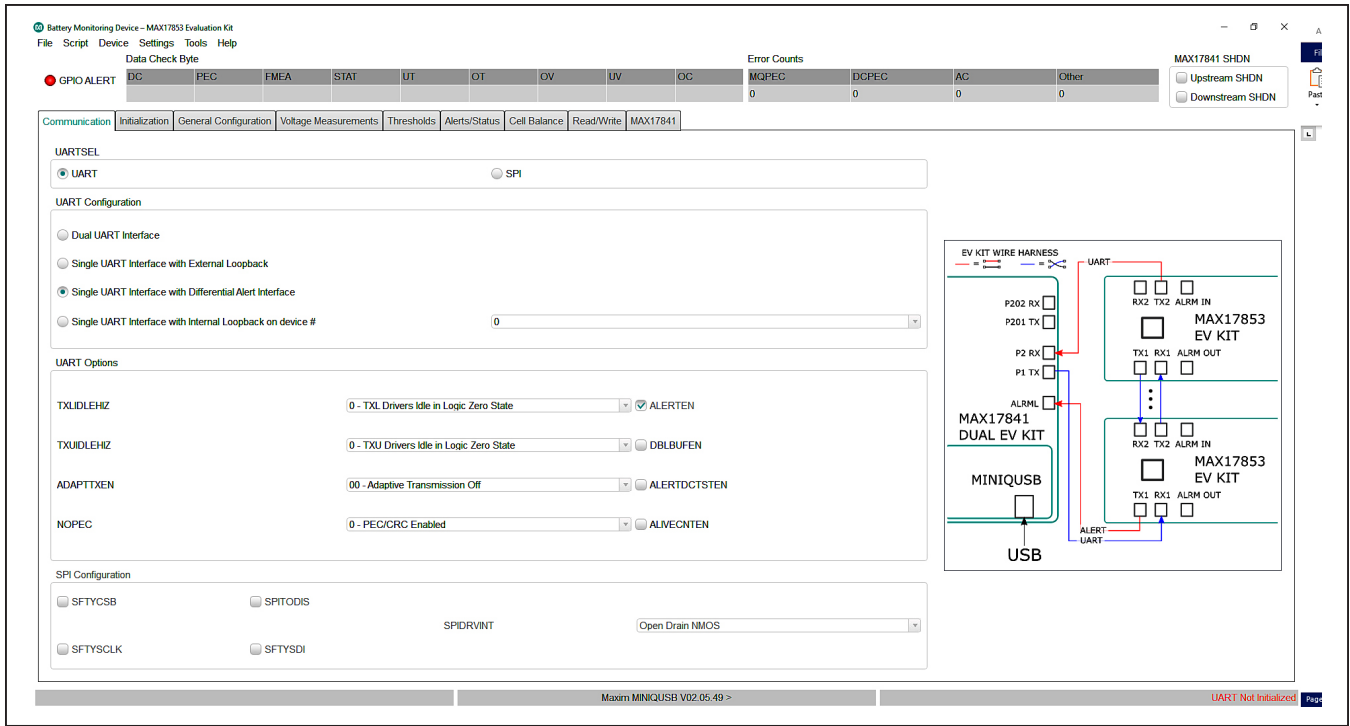 Battery Monitoring Device – MAX17853 Evaluation Kit
File Script Device Settings Tools Help
Data Check Byte
Error Counts
MAX17841 SHDN
GPIO ALERT
DC PEC FMEA STAT UT OT OV UV OC
MQPEC DCPEC AC Other
0 0 0 0
Upstream SHDN
Downstream SHDN
A
Fil
Past
Communication Initialization General Configuration Voltage Measurements Thresholds Alerts/Status Cell Balance Read/Write MAX17841
L
UARTSEL
UART SPI
UART Configuration
Dual UART Interface
Single UART Interface with External Loopback
Single UART Interface with Differential Alert Interface
Single UART Interface with Internal Loopback on device # 0
UART Options
TXLIDLEHIZ 0 - TXL Drivers Idle in Logic Zero State ALERTEN
TXUIDLEHIZ 0 - TXU Drivers Idle in Logic Zero State DBLBUFEN
ADAPTTXEN 00 - Adaptive Transmission Off ALERTDCTSTEN
NOPEC 0 - PEC/CRC Enabled ALIVECNTEN
SPI Configuration
SFTYCSB SPITODIS
SPIDRVINT Open Drain NMOS
SFTYSCLK SFTYSDI
EV KIT WIRE HARNESS
— = — =
UART
P202 RX
P201 TX
P2 RX
P1 TX
ALRML
MAX17841
DUAL EV KIT
MINIQUSB
USB
RX2 TX2 ALRM IN
MAX17853
EV KIT
TX1 RX1 ALRM OUT
RX2 TX2 ALRM IN
MAX17853
EV KIT
TX1 RX1 ALRM OUT
ALERT
UART
Maxim MINIQUSB V02.05.49 >
UART Not Initialized
Page